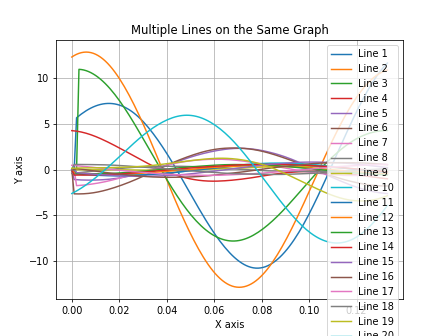 Multiple Lines on the Same Graph
Y axis
10
5
0
−5
−10
0.00
0.02
0.04
0.06
0.08
0.10
X axis
Line 1
Line 2
Line 3
Line 4
Line 5
Line 6
Line 7
Line 8
Line 9
Line 10
Line 11
Line 12
Line 13
Line 14
Line 15
Line 16
Line 17
Line 18
Line 19
Line 20